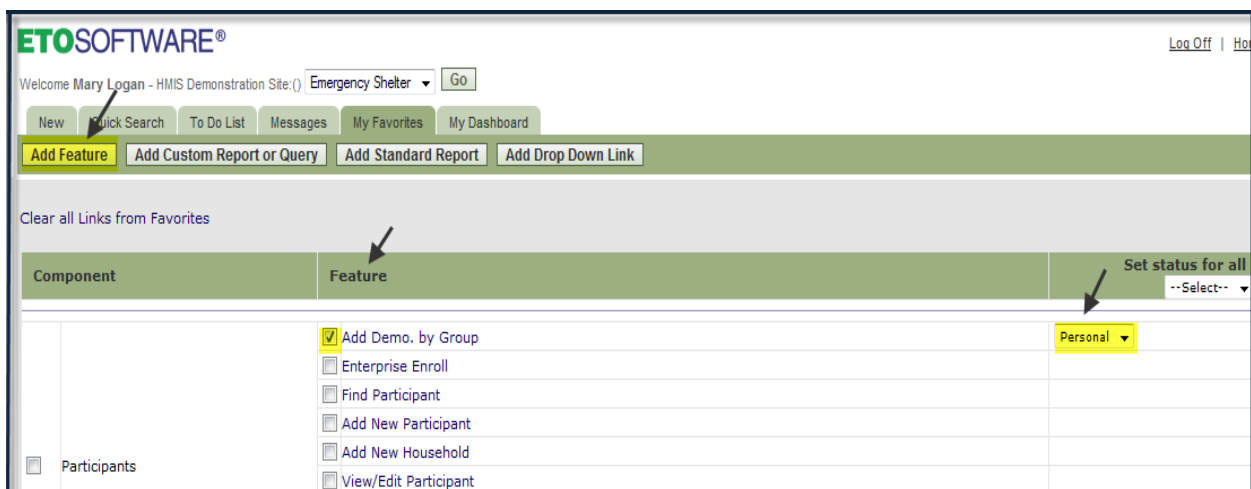 ETOSOFTWARE®
Log Off |
Welcome Mary Logan - HMIS Demonstration Site:() Emergency Shelter Go
New Quick Search To Do List Messages My Favorites My Dashboard
Add Feature Add Custom Report or Query Add Standard Report Add Drop Down Link
Clear all Links from Favorites
Component Feature Set status for all
--Select--
Add Demo. by Group Personal
Enterprise Enroll
Find Participant
Add New Participant
Add New Household
Participants
View/Edit Participant